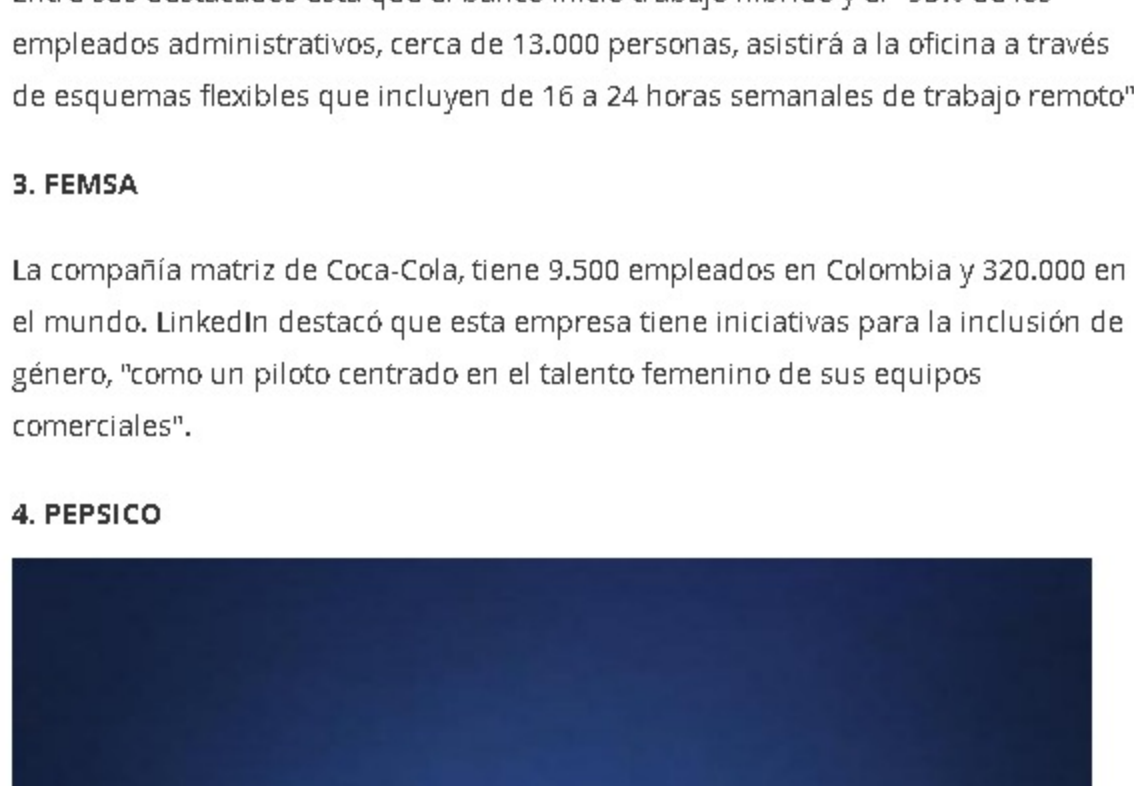 empleados administrativos, cerca de 13.000 personas, asistirá a la oficina a través
de esquemas flexibles que incluyen de 16 a 24 horas semanales de trabajo remoto"
3. FEMSA
La compañía matriz de Coca-Cola, tiene 9.500 empleados en Colombia y 320.000 en
el mundo. LinkedIn destacó que esta empresa tiene iniciativas para la inclusión de
género, "como un piloto centrado en el talento femenino de sus equipos
comerciales".
4. PEPSICO